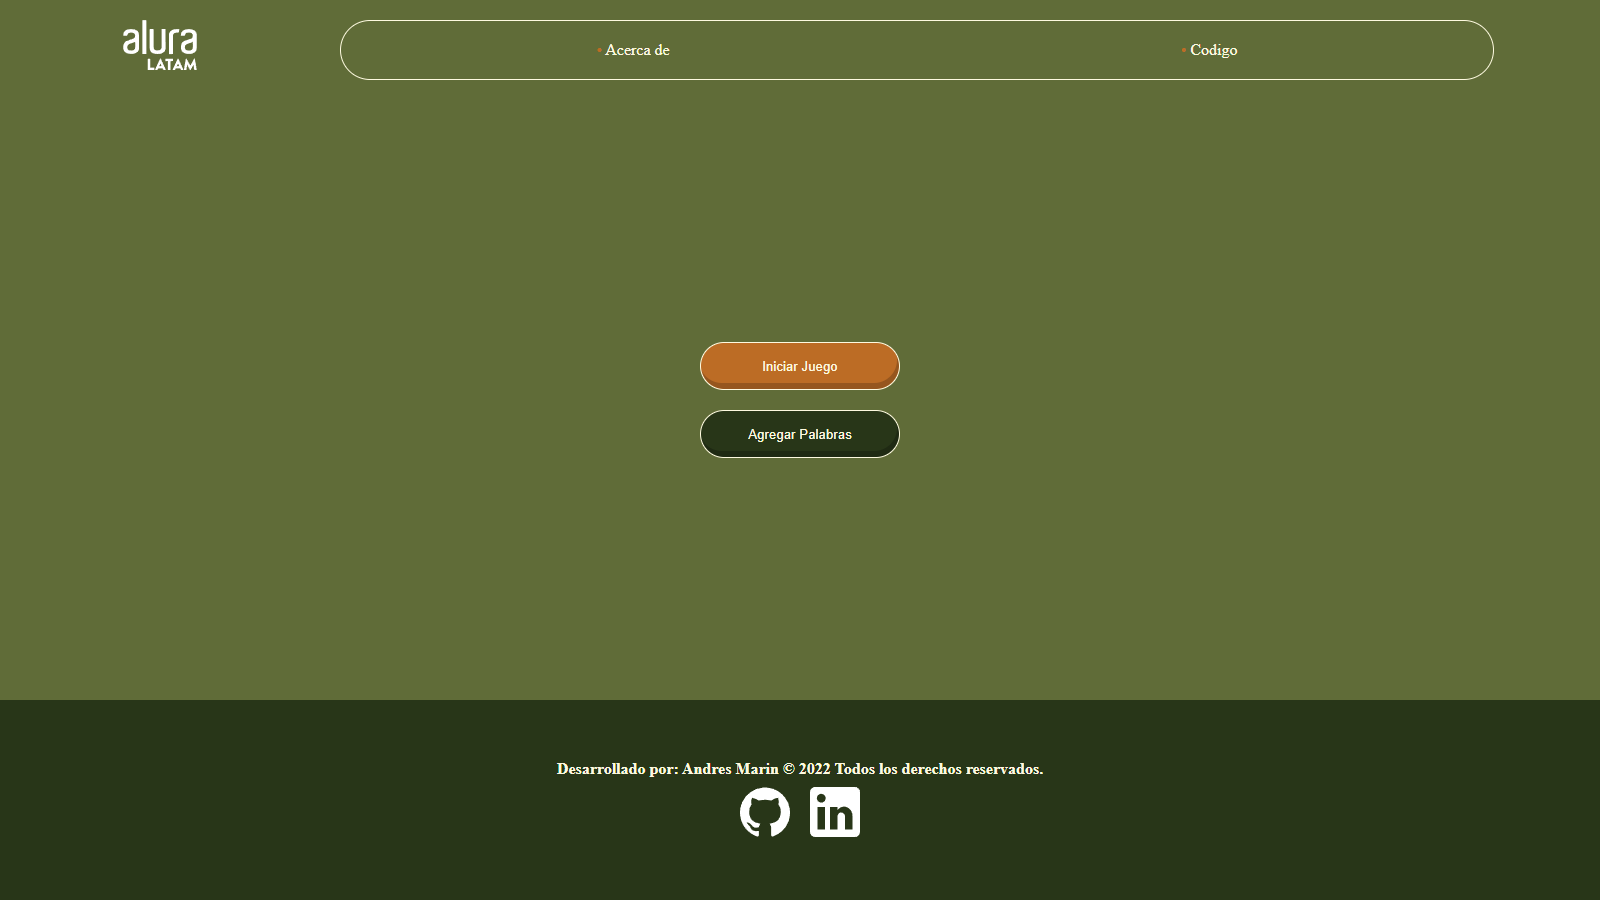 alura
LATAM
Acerca de
Codigo
Iniciar Juego
Agregar Palabras
Desarrollado por: Andres Marin © 2022 Todos los derechos reservados.
in